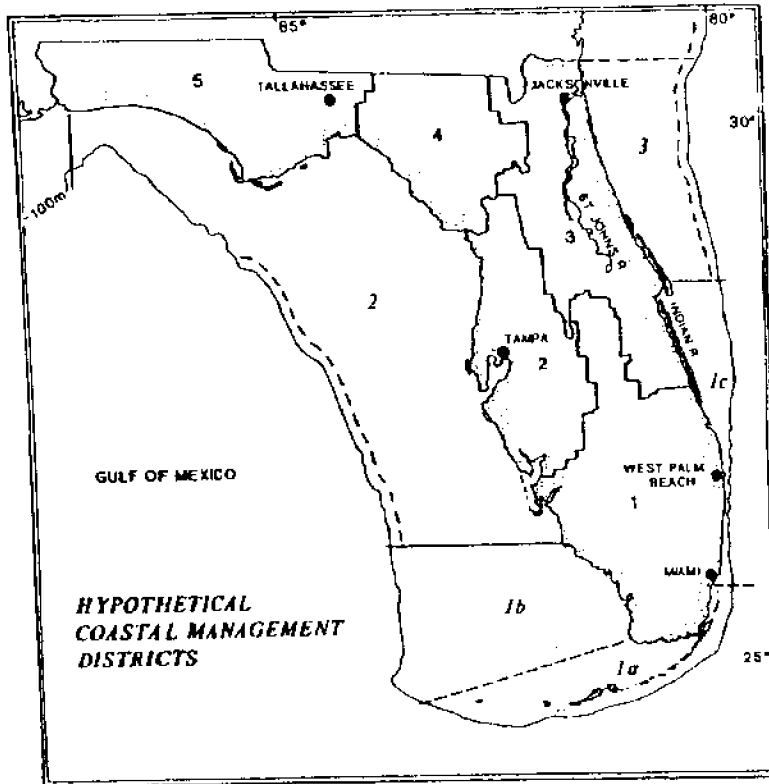 85°
80°
5
TALLAHASSEE
JACKSONVILLE
30°
4
3
-100m
ST. JOHNS R.
3
2
INDIAN R.
TAMPA
2
1c
GULF OF MEXICO
WEST PALM
BEACH
1
MIAMI
HYPOTHETICAL
COASTAL MANAGEMENT
DISTRICTS
1b
1a
25°